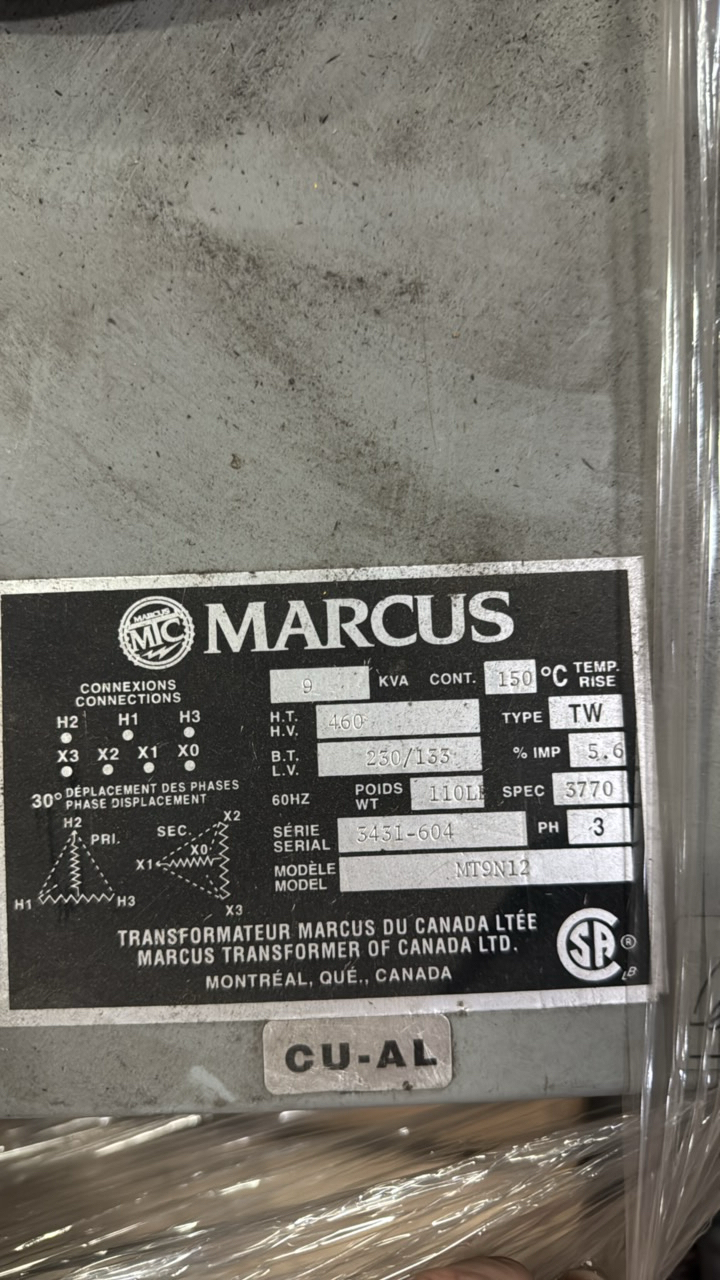 MARCUS
MTC
MARCUS
9 KVA CONT. 150 °C TEMP. RISE
CONNEXIONS
CONNECTIONS
H2 H1 H3
X3 X2 X1 X0
30° DÉPLACEMENT DES PHASES
PHASE DISPLACEMENT
H.T.
H.V. 460 TYPE TW
B.T.
L.V. 230/133 % IMP 5.6
60HZ POIDS
WT SPEC 3770
SÉRIE
SERIAL 3431-604 PH 3
MODÈLE
MODEL MT9N12
H2
PRI.
H1 H3
SEC. X2
X0
X1
X3
TRANSFORMATEUR MARCUS DU CANADA LTÉE
MARCUS TRANSFORMER OF CANADA LTD.
MONTRÉAL, QUÉ., CANADA
SA ®
CU-AL